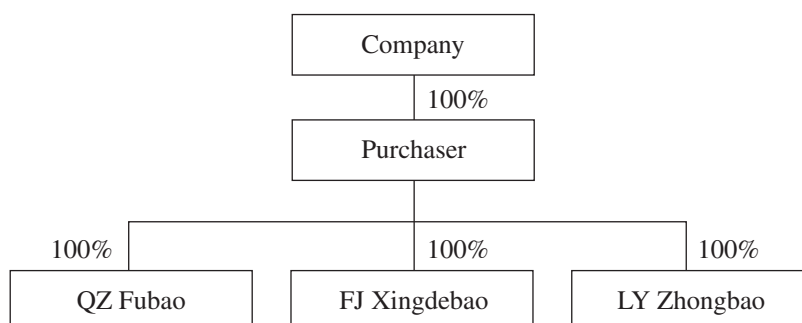 Company
100%
Purchaser
100% 100% 100%
QZ Fubao FJ Xingdebao LY Zhongbao